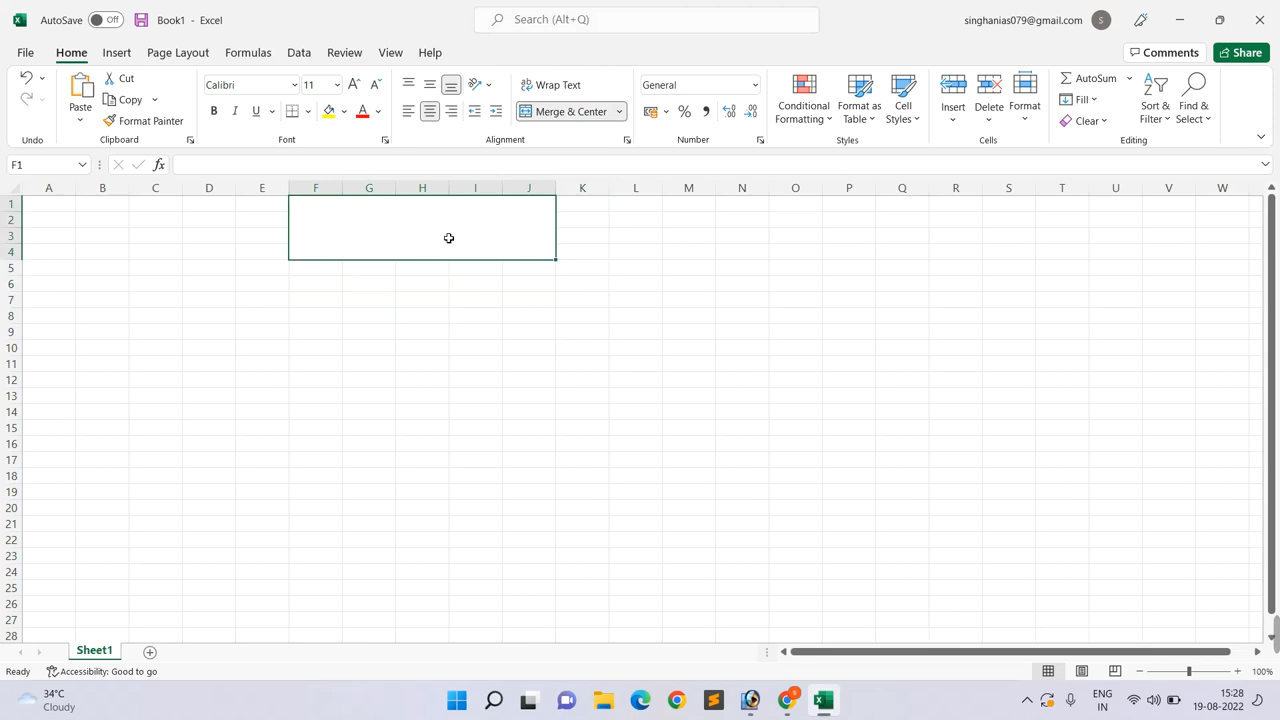 AutoSave Off Book1 - Excel Search (Alt+Q) singhanias079@gmail.com S
File Home Insert Page Layout Formulas Data Review View Help Comments Share
Cut
Copy
Format Painter
Paste
Calibri 11
B I U A
Wrap Text
Merge & Center
General
Conditional Formatting
Format as Table
Cell Styles
Insert Delete Format
AutoSum
Fill
Clear
Sort & Filter
Find & Select
Undo Clipboard Font Alignment Number Styles Cells Editing
F1 fx
A B C D E F G H I J K L M N O P Q R S T U V W
1
2
3
4
5
6
7
8
9
10
11
12
13
14
15
16
17
18
19
20
21
22
23
24
25
26
27
28
Sheet1
Ready Accessibility: Good to go 100%
34°C
Cloudy
ENG
IN
15:28
19-08-2022